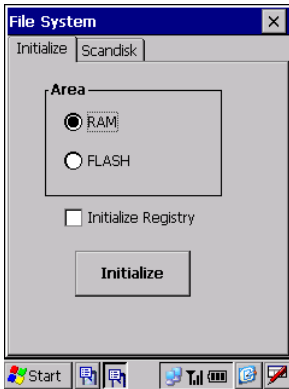 File System
Initialize Scandisk
Area
RAM
FLASH
Initialize Registry
Initialize
Start